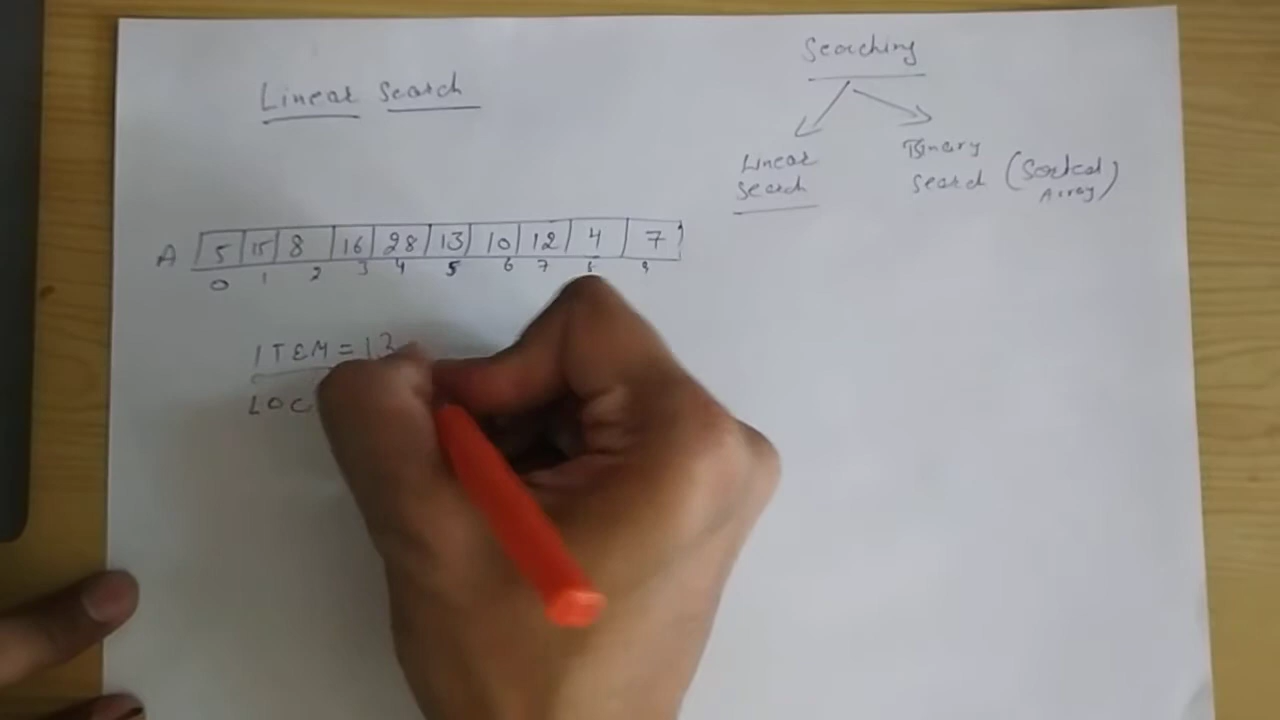 Linear Search
Searching
Linear
Search
Binary
Search (Sorted
Array)
A 5 15 8 16 28 13 10 12 4 7
0 1 2 3 4 5 6 7 8 9
ITEM = 13
LOC